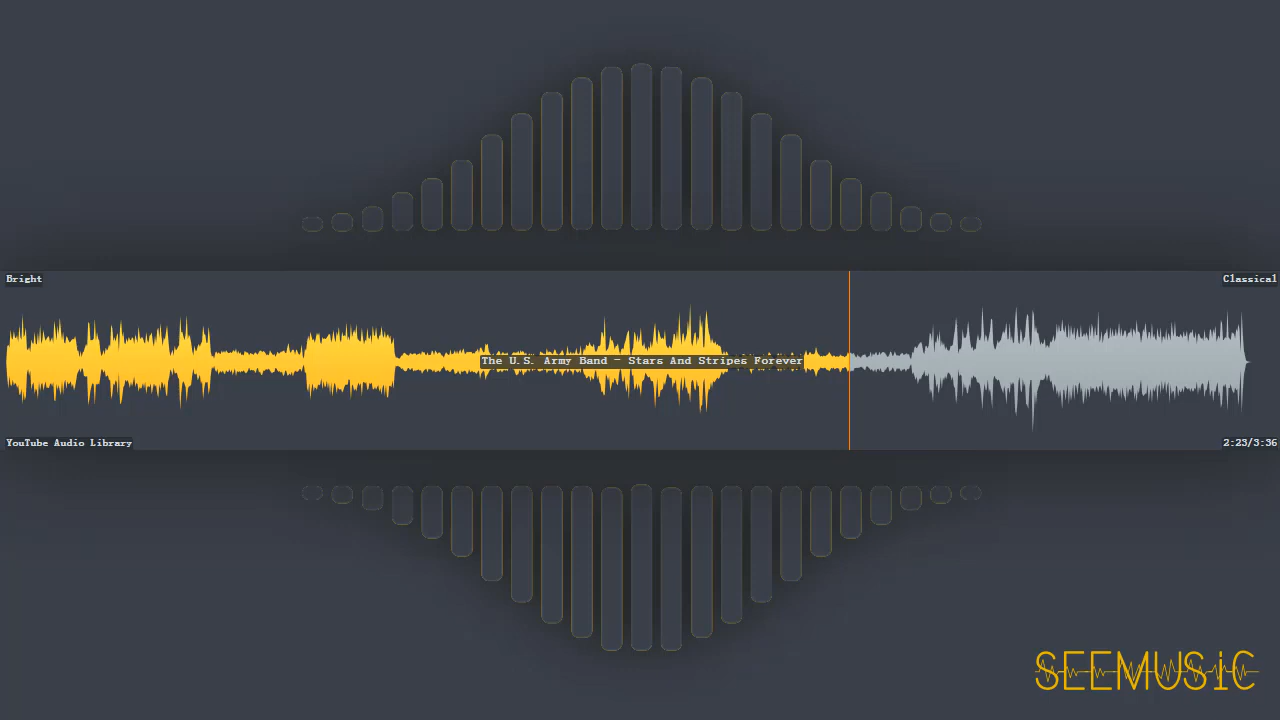 Bright
Classical
The U.S. Army Band - Stars And Stripes Forever
YouTube Audio Library
2:23/3:36
SEEMUSiC